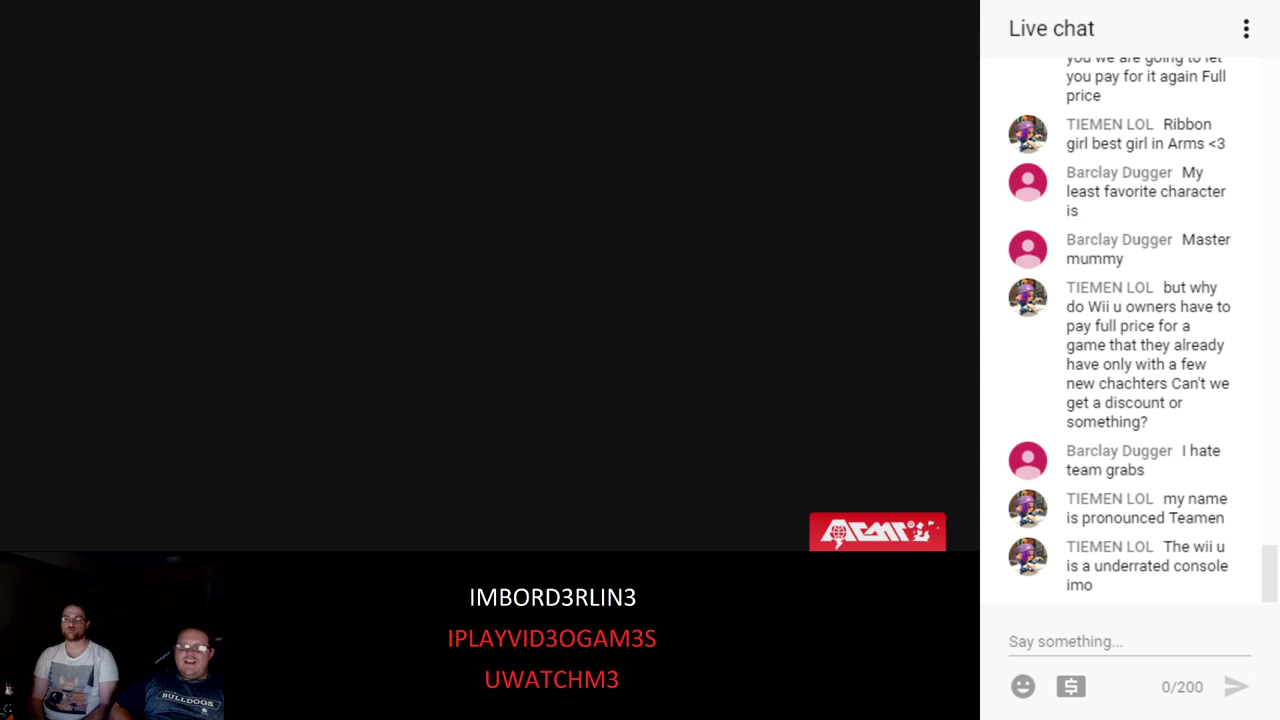 Live chat
you we are going to let
you pay for it again Full
price
TIEMEN LOL Ribbon
girl best girl in Arms <3
Barclay Dugger My
least favorite character
is
Barclay Dugger Master
mummy
TIEMEN LOL but why
do Wii u owners have to
pay full price for a
game that they already
have only with a few
new chachters Can't we
get a discount or
something?
Barclay Dugger I hate
team grabs
TIEMEN LOL my name
is pronounced Teamen
TIEMEN LOL The wii u
is a underrated console
imo
Say something...
0/200
IMBORD3RLIN3
IPLAYVID3OGAM3S
UWATCHM3
BULLDOGS